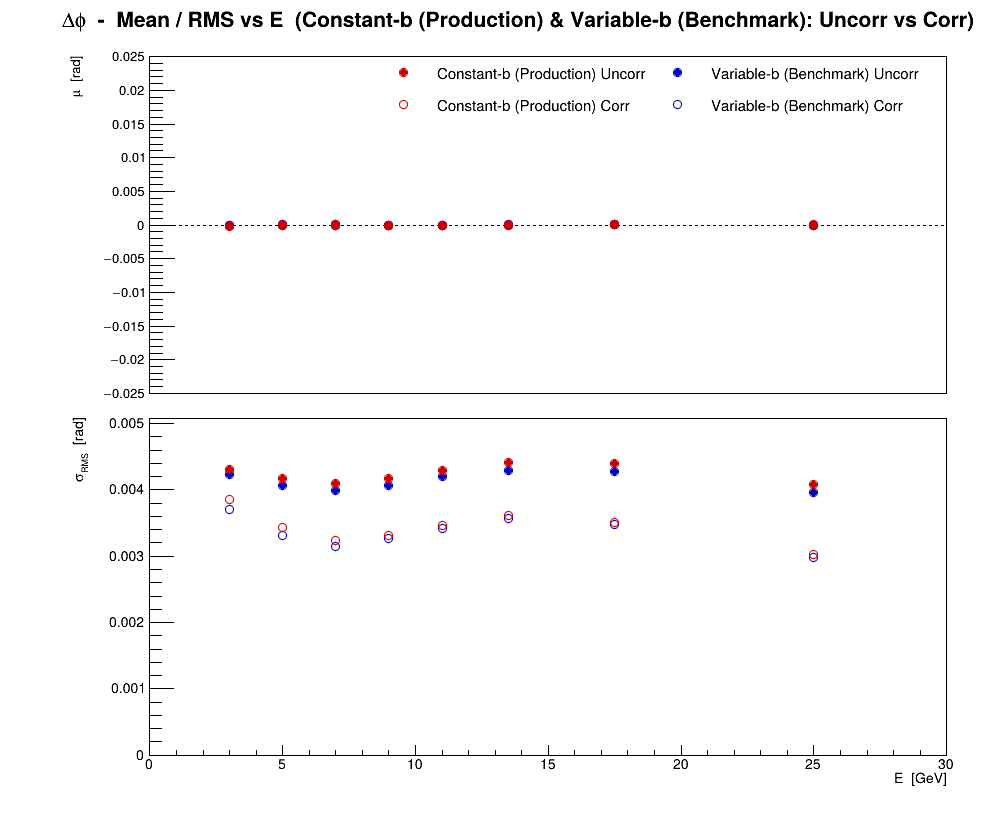 Δϕ - Mean / RMS vs E (Constant-b (Production) & Variable-b (Benchmark): Uncorr vs Corr)
μ [rad]
0.025
0.02
0.015
0.01
0.005
0
−0.005
−0.01
−0.015
−0.02
−0.025
Constant-b (Production) Uncorr
Variable-b (Benchmark) Uncorr
Constant-b (Production) Corr
Variable-b (Benchmark) Corr
σRMS [rad]
0.005
0.004
0.003
0.002
0.001
0
0 5 10 15 20 25 30
E [GeV]